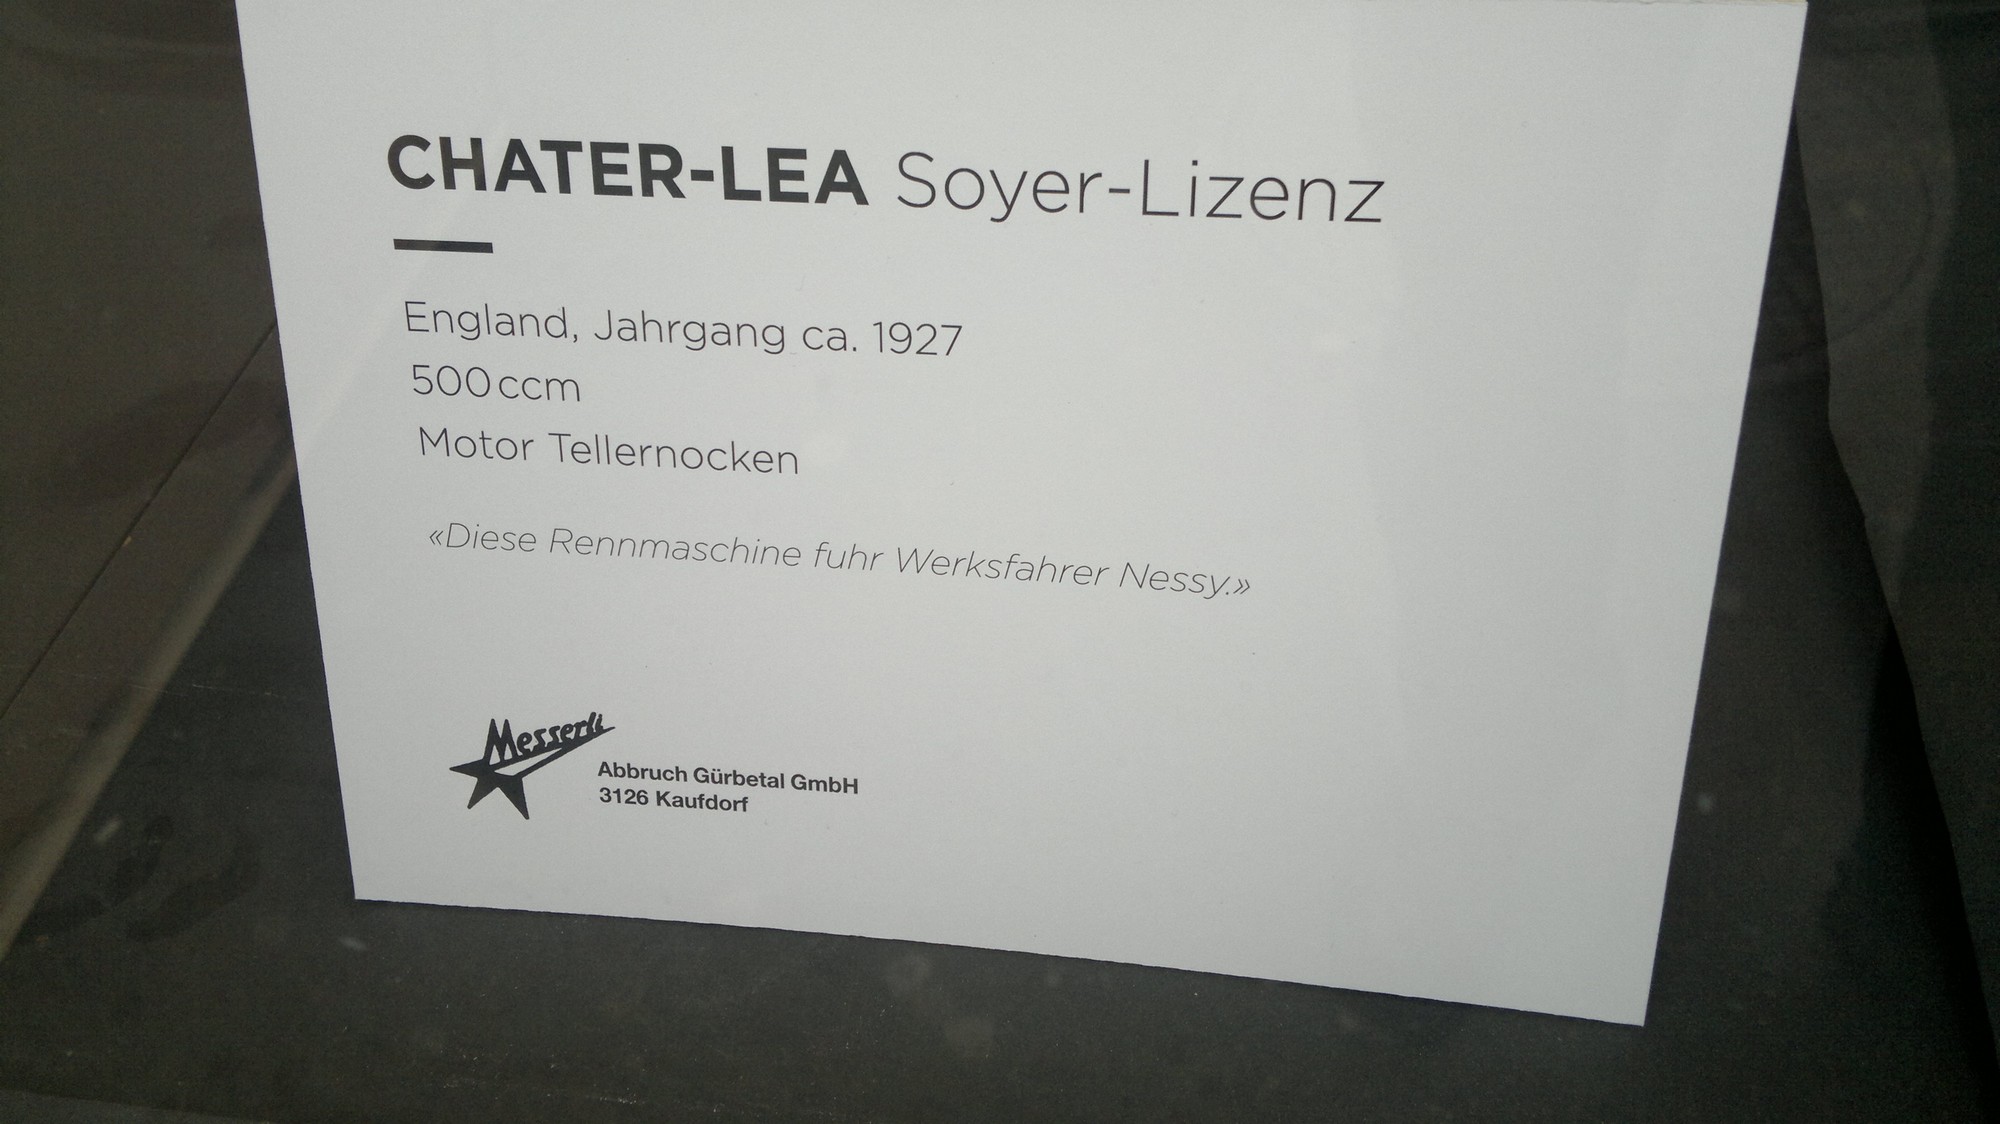 CHATER-LEA Soyer-Lizenz
England, Jahrgang ca. 1927
500 ccm
Motor Tellernocken
«Diese Rennmaschine fuhr Werksfahrer Nessy.»
Messerli
Abbruch Gürbetal GmbH
3126 Kaufdorf